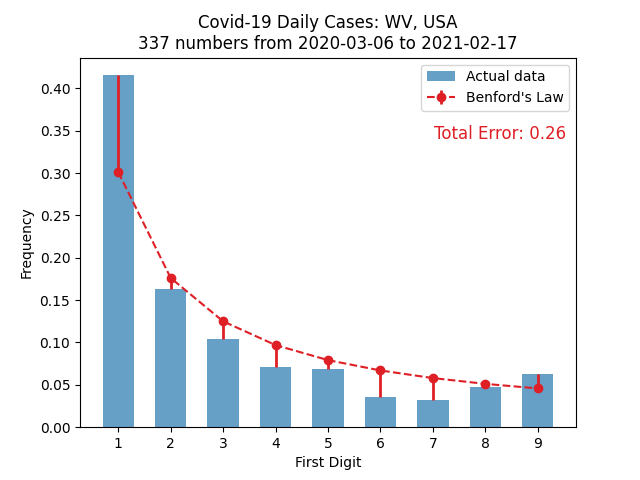 Covid-19 Daily Cases: WV, USA
337 numbers from 2020-03-06 to 2021-02-17
Actual data
Benford's Law
Total Error: 0.26
Frequency
0.40
0.35
0.30
0.25
0.20
0.15
0.10
0.05
0.00
1 2 3 4 5 6 7 8 9
First Digit